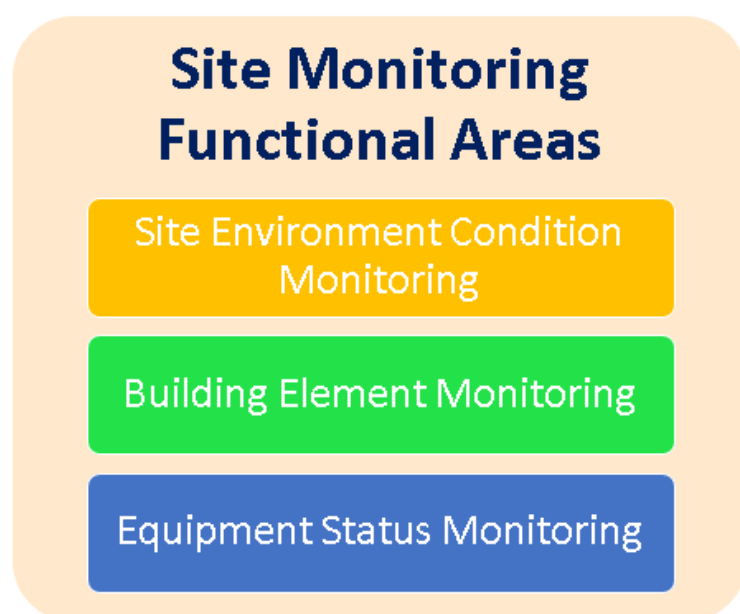 Site Monitoring
Functional Areas
Site Environment Condition
Monitoring
Building Element Monitoring
Equipment Status Monitoring